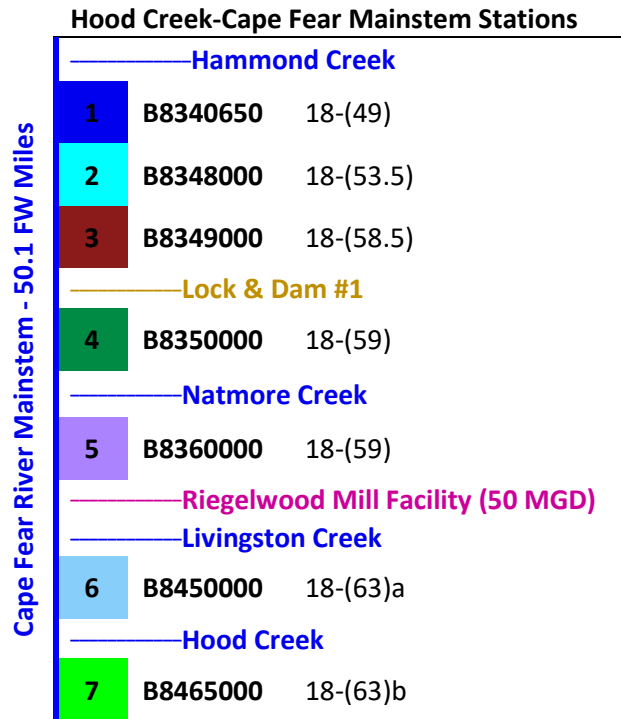 Hood Creek-Cape Fear Mainstem Stations
Hammond Creek
1 B8340650 18-(49)
2 B8348000 18-(53.5)
3 B8349000 18-(58.5)
Lock & Dam #1
4 B8350000 18-(59)
Natmore Creek
5 B8360000 18-(59)
Riegelwood Mill Facility (50 MGD)
Livingston Creek
6 B8450000 18-(63)a
Hood Creek
7 B8465000 18-(63)b
Cape Fear River Mainstem - 50.1 FW Miles